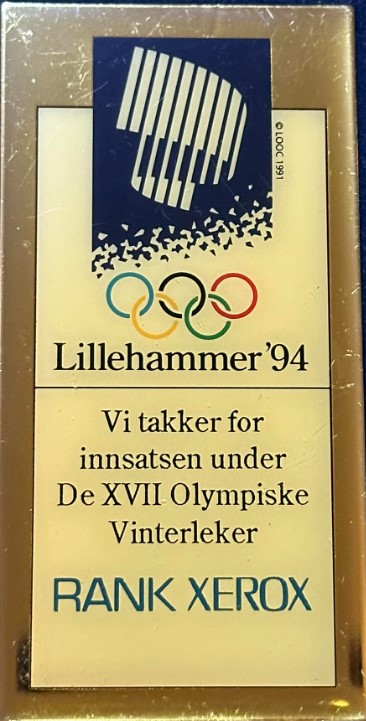 © LOOC 1991
Lillehammer '94
Vi takker for
innsatsen under
De XVII Olympiske
Vinterleker
RANK XEROX